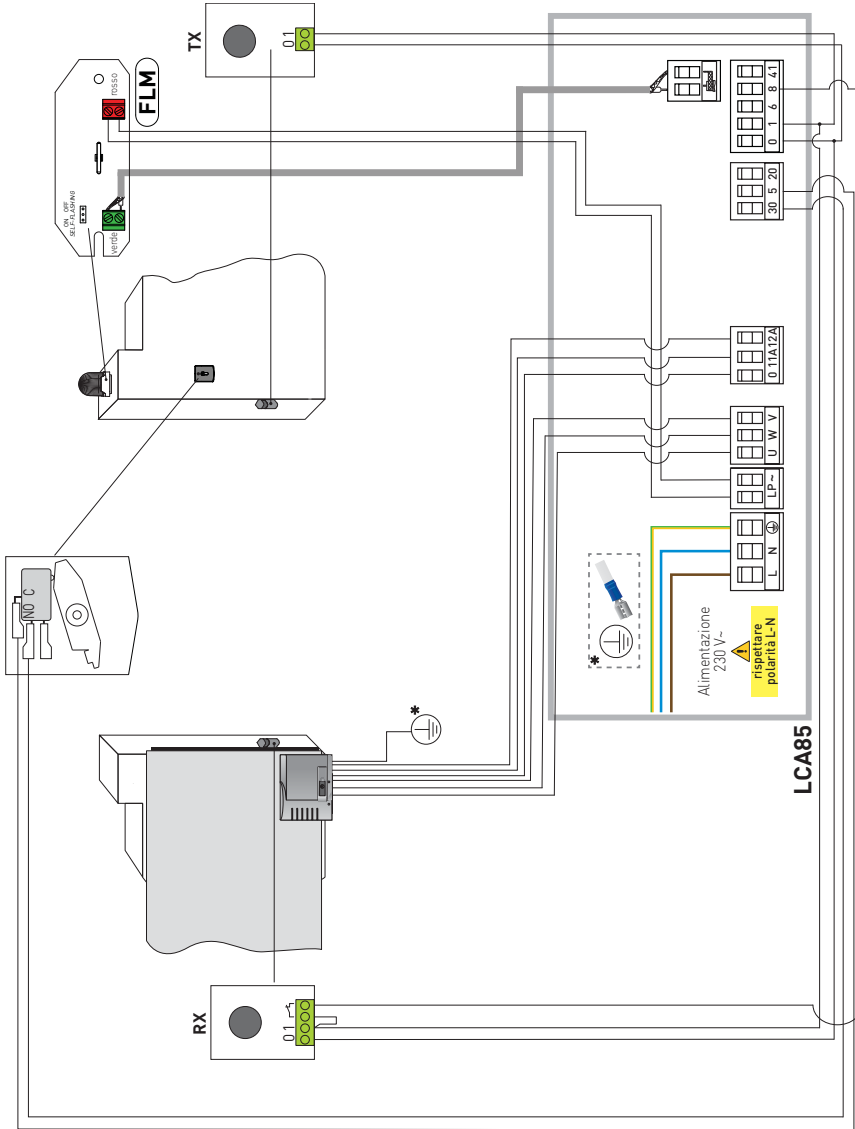 TX
0 1
rosso
FLM
ON OFF
SELF-FLASHING
verde
NO C
RX
0 1
*
*
Alimentazione
230 V~
!
rispettare
polarità L-N
LCA85
L N
LP ~
U W V
0 11A 12A
30 5 20
0 1 6 8 41